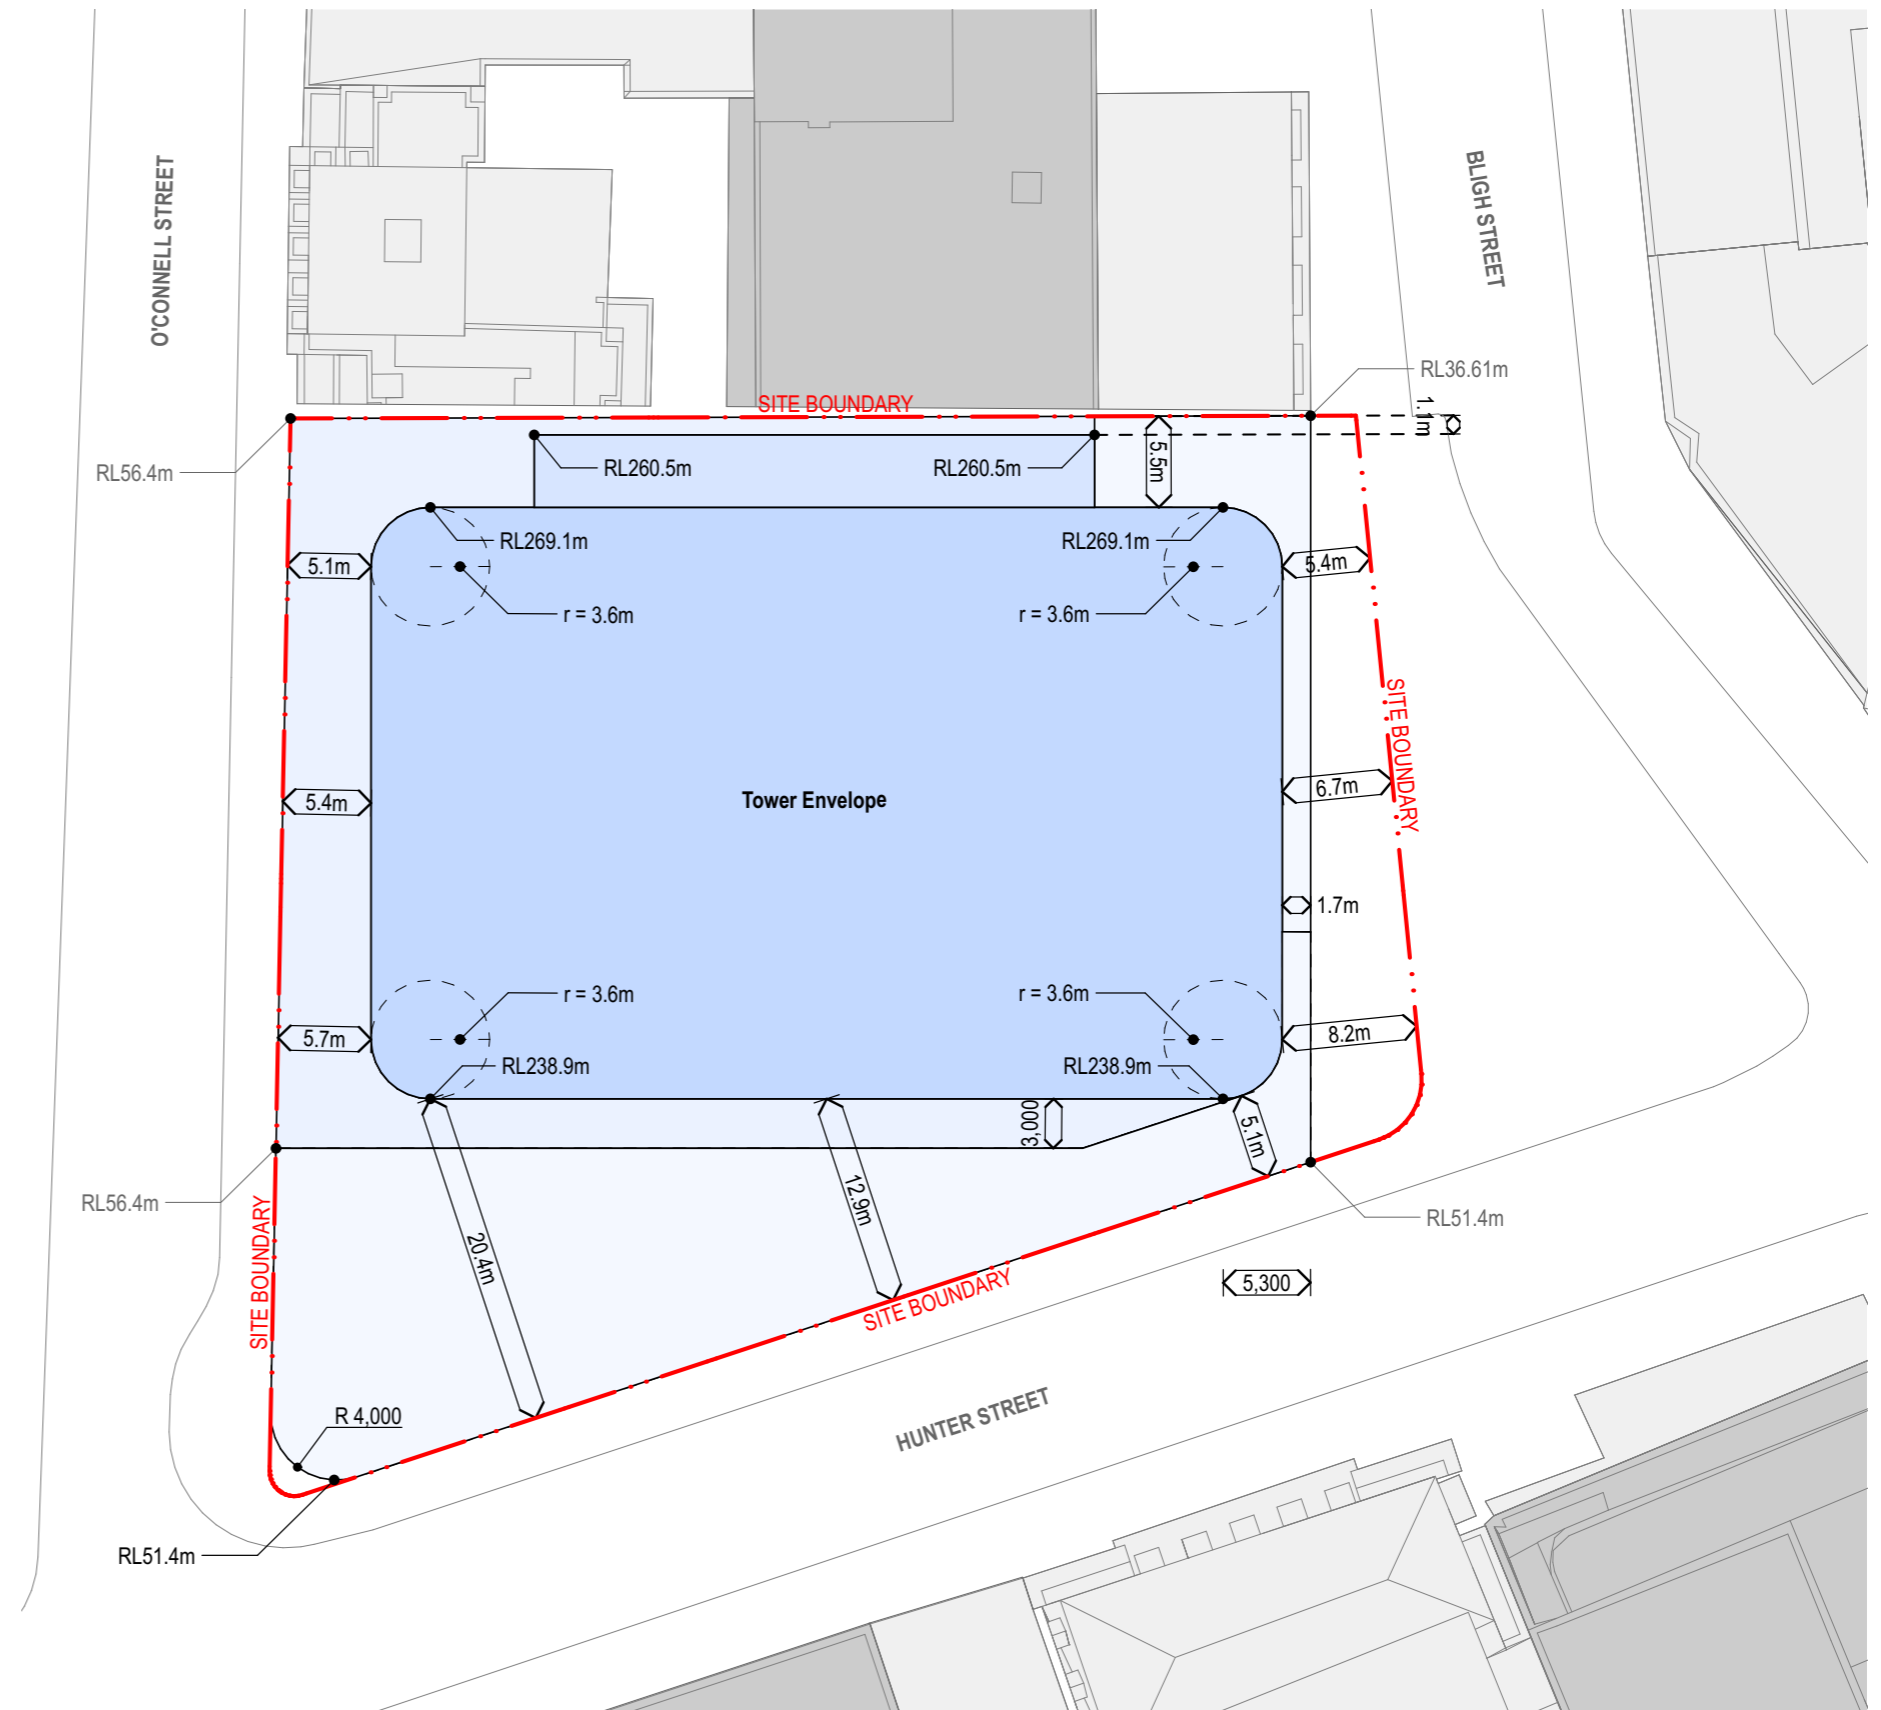 O'CONNELL STREET
BLIGH STREET
RL36.61m
SITE BOUNDARY
1.1m
RL56.4m
RL260.5m
RL260.5m
5.5m
RL269.1m
RL269.1m
5.1m
5.4m
r = 3.6m
r = 3.6m
SITE BOUNDARY
Tower Envelope
5.4m
6.7m
1.7m
r = 3.6m
r = 3.6m
5.7m
8.2m
RL238.9m
RL238.9m
3,000
5.1m
RL56.4m
12.9m
RL51.4m
20.4m
SITE BOUNDARY
SITE BOUNDARY
5,300
R 4,000
HUNTER STREET
RL51.4m